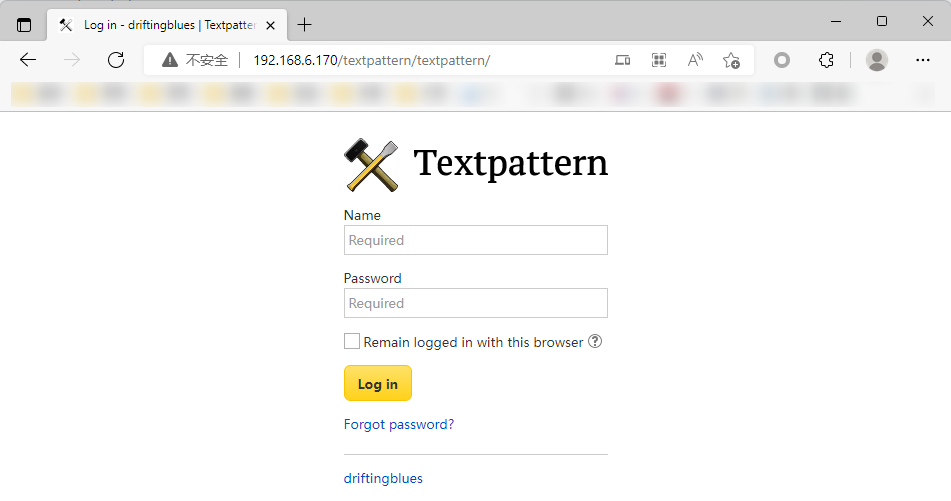 Log in - driftingblues | Textpatter
不安全 192.168.6.170/textpattern/textpattern/
Textpattern
Name
Required
Password
Required
Remain logged in with this browser
Log in
Forgot password?
driftingblues